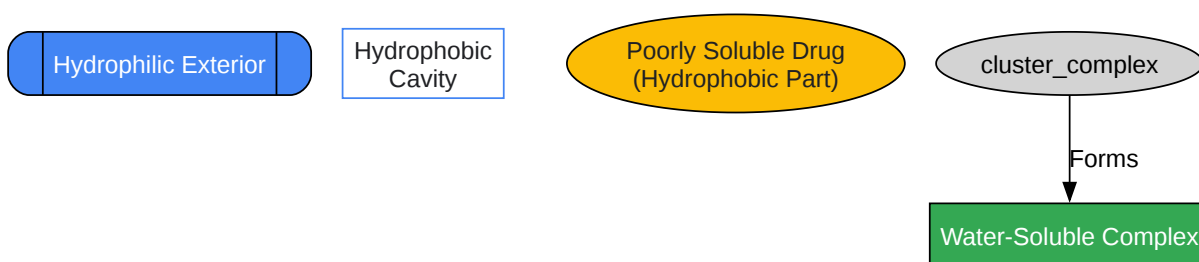 Hydrophilic Exterior
Hydrophobic
Cavity
Poorly Soluble Drug
(Hydrophobic Part)
cluster_complex
Forms
Water-Soluble Complex